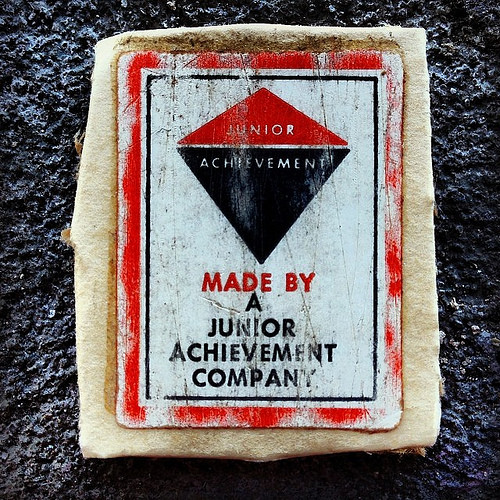 JUNIOR
ACHIEVEMENT
MADE BY
A
JUNIOR
ACHIEVEMENT
COMPANY